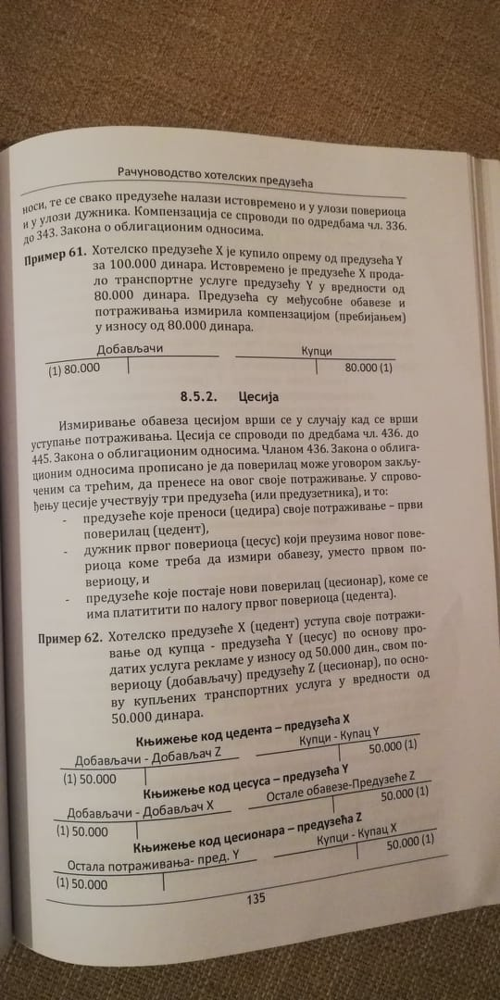 Рачуноводство хотелских предузећа
носи, те се свако предузеће налази истовремено и у улози повериоца
и у улози дужника. Компензација се спроводи по одредбама чл. 336.
до 343. Закона о облигационим односима.
Пример 61. Хотелско предузеће X је купило опрему од предузећа Y
за 100.000 динара. Истовремено је предузеће X прода-
ло транспортне услуге предузећу Y у вредности од
80.000 динара. Предузећа су међусобне обавезе и
потраживања измирила компензацијом (пребијањем)
у износу од 80.000 динара.
Добављачи Купци
(1) 80.000 80.000 (1)
8.5.2. Цесија
Измиривање обавеза цесијом врши се у случају кад се врши
уступање потраживања. Цесија се спроводи по дредбама чл. 436. до
445. Закона о облигационим односима. Чланом 436. Закона о облига-
ционим односима прописано је да поверилац може уговором закљу-
ченим са трећим, да пренесе на овог своје потраживање. У спрово-
ђењу цесије учествују три предузећа (или предузетника), и то:
- предузеће које преноси (цедира) своје потраживање – први
поверилац (цедент),
- дужник првог повериоца (цесус) који преузима новог пове-
риоца коме треба да измири обавезу, уместо првом по-
вериоцу, и
- предузеће које постаје нови поверилац (цесионар), коме се
има платитити по налогу првог повериоца (цедента).
Пример 62. Хотелско предузеће X (цедент) уступа своје потражи-
вање од купца - предузећа Y (цесус) по основу про-
датих услуга рекламе у износу од 50.000 дин., свом по-
вериоцу (добављачу) предузећу Z (цесионар), по осно-
ву купљених транспортних услуга у вредности од
50.000 динара.
Књижење код цедента – предузећа X
Добављачи - Добављач Z Купци - Купац Y
(1) 50.000 50.000 (1)
Књижење код цесуса – предузећа Y
Добављачи - Добављач X Остале обавезе-Предузеће Z
(1) 50.000 50.000 (1)
Књижење код цесионара – предузећа Z
Остала потраживања- пред. Y Купци - Купац X
(1) 50.000 50.000 (1)
135